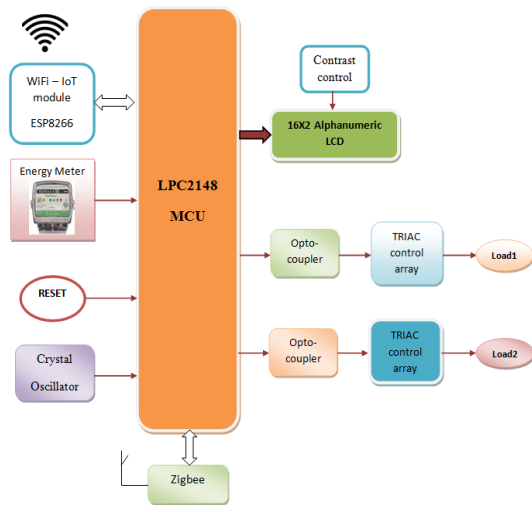 WiFi – IoT
module
ESP8266
Energy Meter
RESET
Crystal
Oscillator
LPC2148
MCU
Contrast
control
16X2 Alphanumeric
LCD
Opto-
coupler
TRIAC
control
array
Load1
Opto-
coupler
TRIAC
control
array
Load2
Zigbee